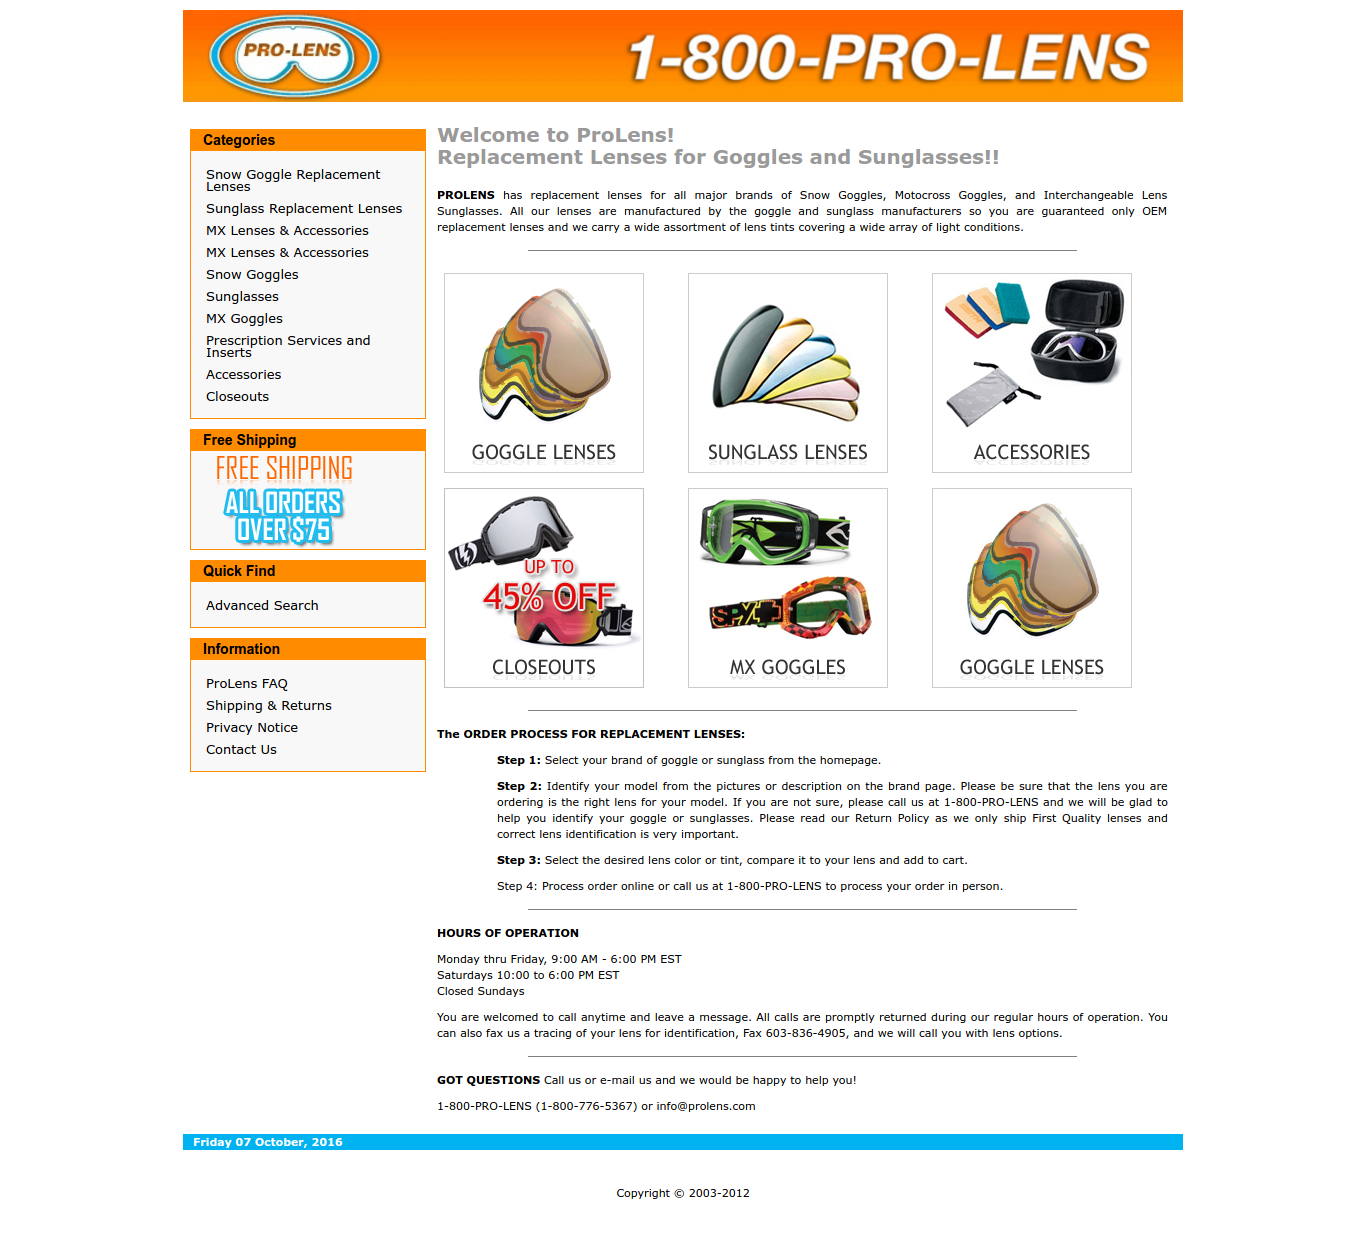 PRO-LENS
1-800-PRO-LENS
Categories
Snow Goggle Replacement
Lenses
Sunglass Replacement Lenses
MX Lenses & Accessories
MX Lenses & Accessories
Snow Goggles
Sunglasses
MX Goggles
Prescription Services and
Inserts
Accessories
Closeouts
Free Shipping
FREE SHIPPING
ALL ORDERS
OVER $75
Quick Find
Advanced Search
Information
ProLens FAQ
Shipping & Returns
Privacy Notice
Contact Us
Welcome to ProLens!
Replacement Lenses for Goggles and Sunglasses!!
PROLENS has replacement lenses for all major brands of Snow Goggles, Motocross Goggles, and Interchangeable Lens
Sunglasses. All our lenses are manufactured by the goggle and sunglass manufacturers so you are guaranteed only OEM
replacement lenses and we carry a wide assortment of lens tints covering a wide array of light conditions.
GOGGLE LENSES
SUNGLASS LENSES
ACCESSORIES
UP TO
45% OFF
CLOSEOUTS
SPY
MX GOGGLES
GOGGLE LENSES
The ORDER PROCESS FOR REPLACEMENT LENSES:
Step 1: Select your brand of goggle or sunglass from the homepage.
Step 2: Identify your model from the pictures or description on the brand page. Please be sure that the lens you are
ordering is the right lens for your model. If you are not sure, please call us at 1-800-PRO-LENS and we will be glad to
help you identify your goggle or sunglasses. Please read our Return Policy as we only ship First Quality lenses and
correct lens identification is very important.
Step 3: Select the desired lens color or tint, compare it to your lens and add to cart.
Step 4: Process order online or call us at 1-800-PRO-LENS to process your order in person.
HOURS OF OPERATION
Monday thru Friday, 9:00 AM - 6:00 PM EST
Saturdays 10:00 to 6:00 PM EST
Closed Sundays
You are welcomed to call anytime and leave a message. All calls are promptly returned during our regular hours of operation. You
can also fax us a tracing of your lens for identification, Fax 603-836-4905, and we will call you with lens options.
GOT QUESTIONS Call us or e-mail us and we would be happy to help you!
1-800-PRO-LENS (1-800-776-5367) or info@prolens.com
Friday 07 October, 2016
Copyright © 2003-2012